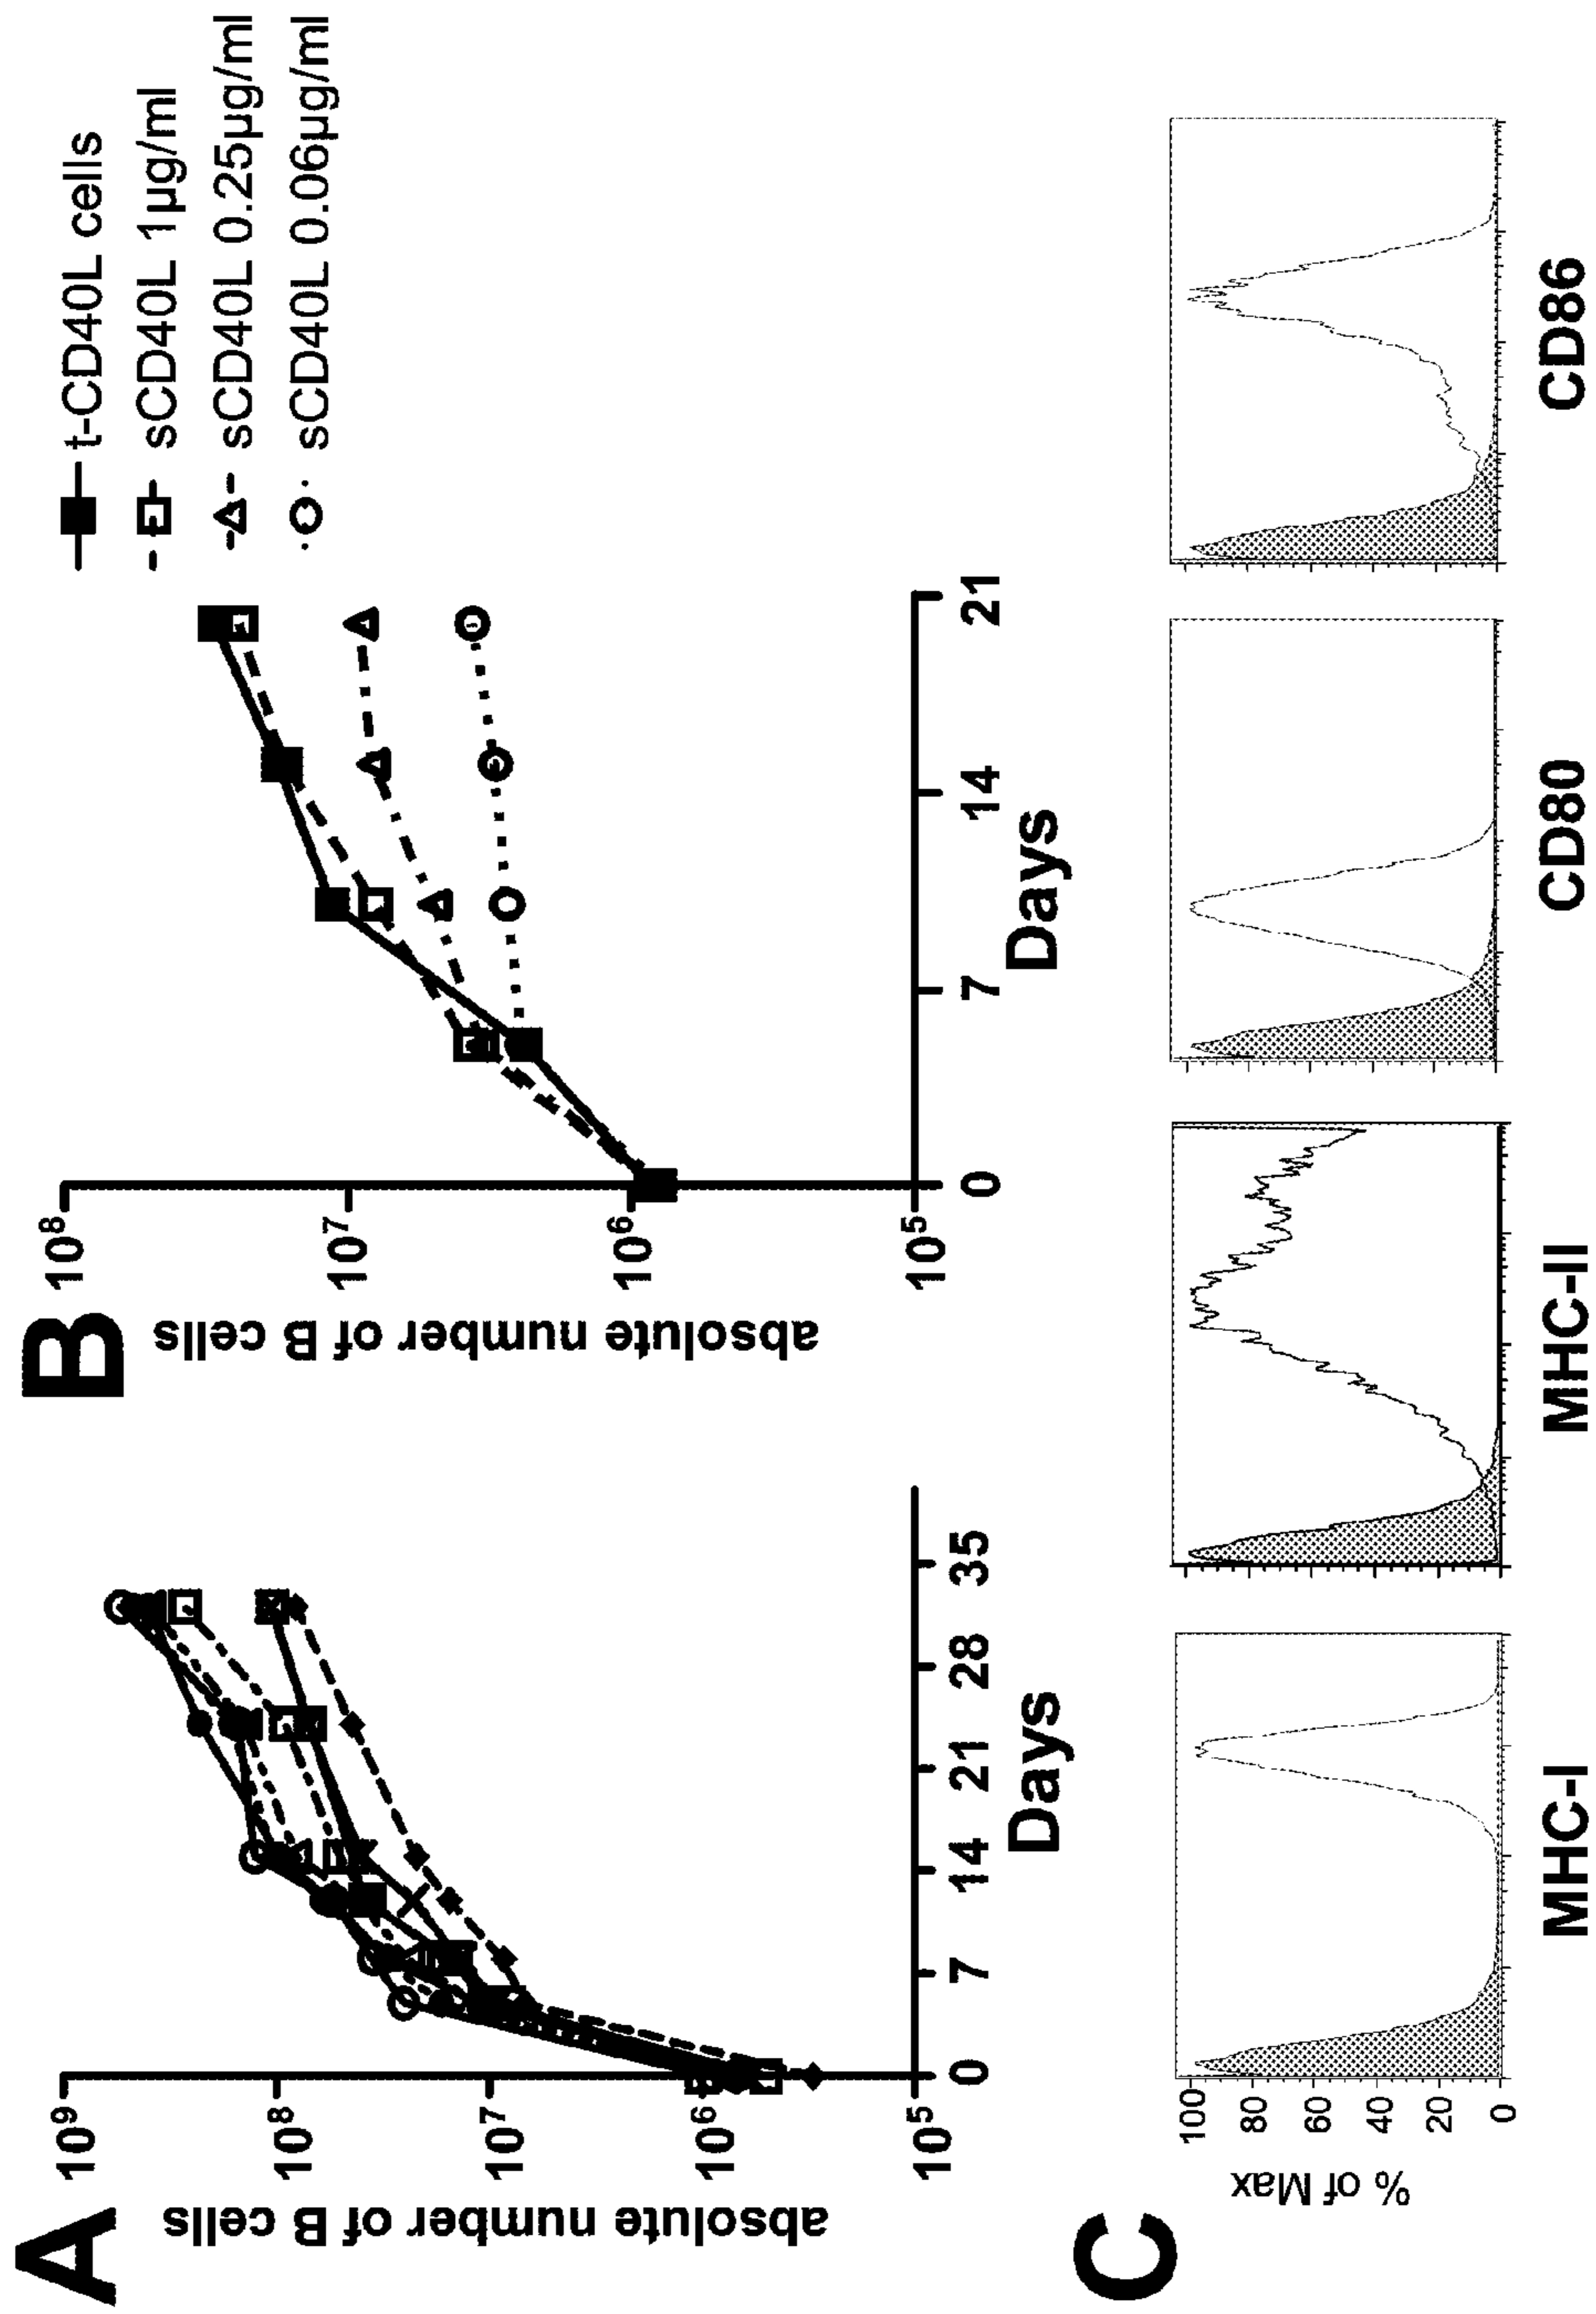 A
absolute number of B cells
10⁹
10⁸
10⁷
10⁶
10⁵
0
7
14
21
28
35
Days
B
absolute number of B cells
10⁸
10⁷
10⁶
10⁵
0
7
14
21
Days
t-CD40L cells
sCD40L 1µg/ml
sCD40L 0.25µg/ml
sCD40L 0.06µg/ml
C
% of Max
100
80
60
40
20
0
MHC-I
MHC-II
CD80
CD86